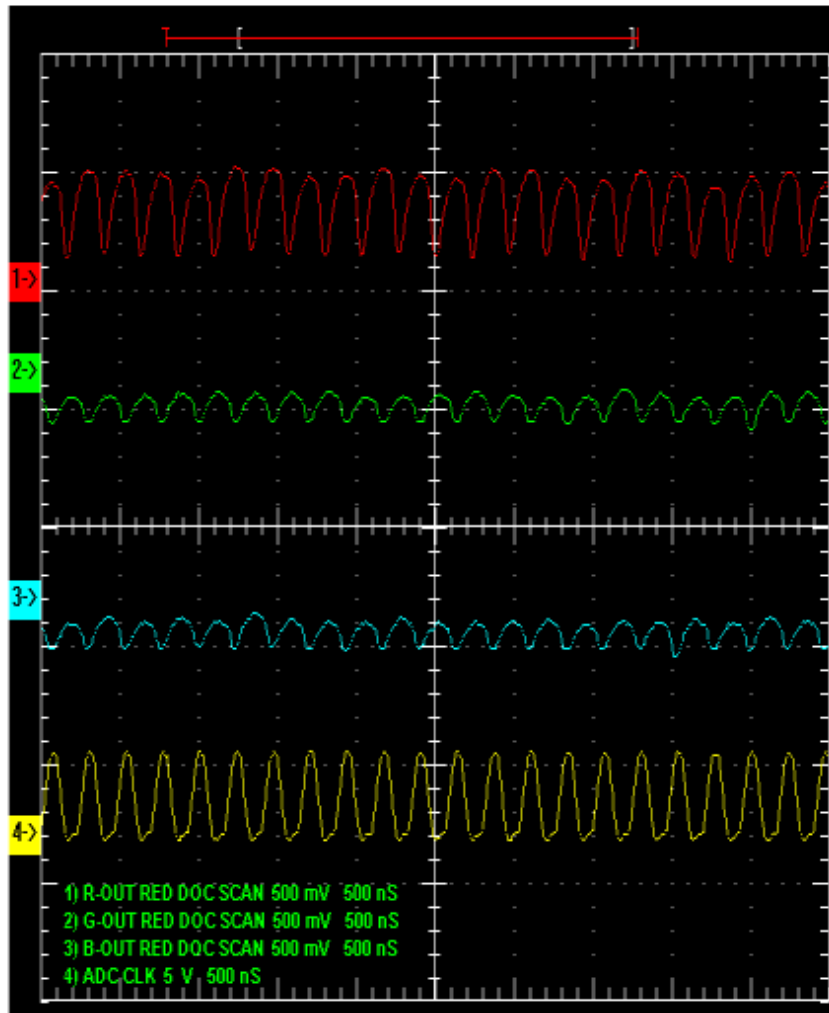 1->
2->
3->
4->
1) R-OUT RED DOC SCAN 500 mV 500 nS
2) G-OUT RED DOC SCAN 500 mV 500 nS
3) B-OUT RED DOC SCAN 500 mV 500 nS
4) ADC-CLK 5 V 500 nS